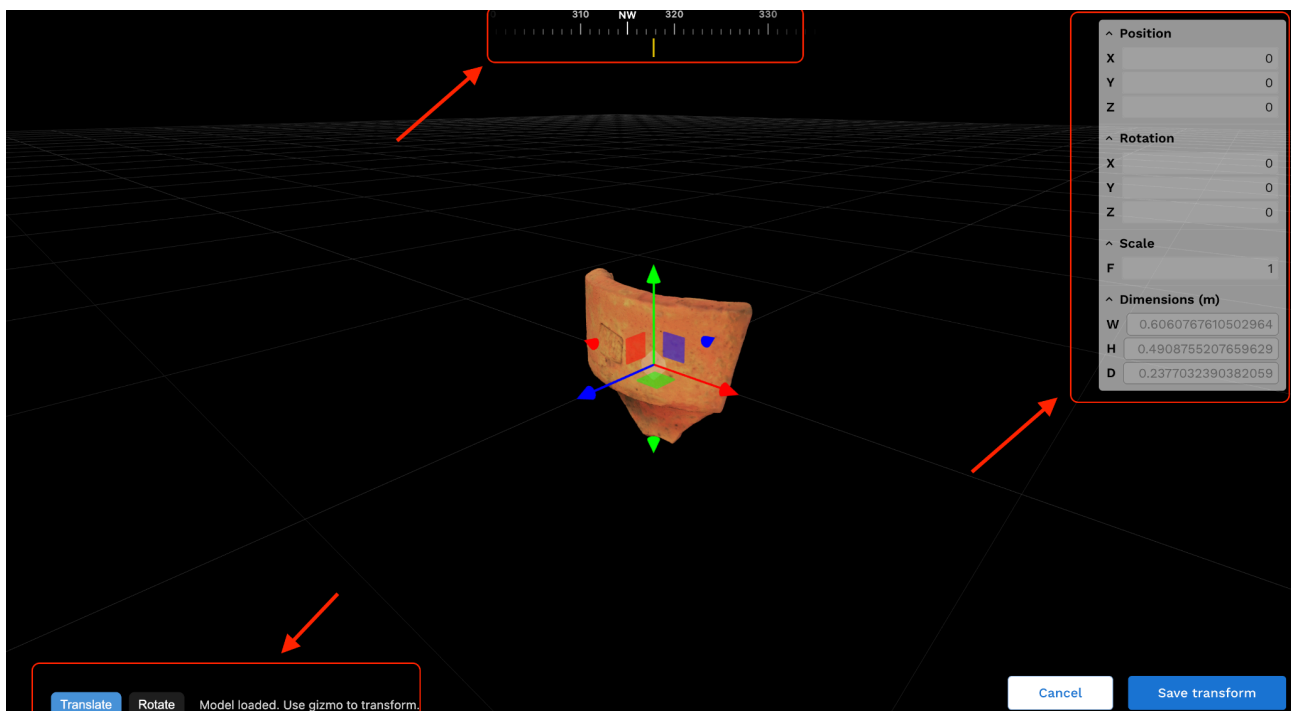 310 NW 320 330
Position
X 0
Y 0
Z 0
Rotation
X 0
Y 0
Z 0
Scale
F 1
Dimensions (m)
W 0.6060767610502964
H 0.4908755207659629
D 0.2377032390382059
Cancel Save transform
Translate Rotate Model loaded. Use gizmo to transform.